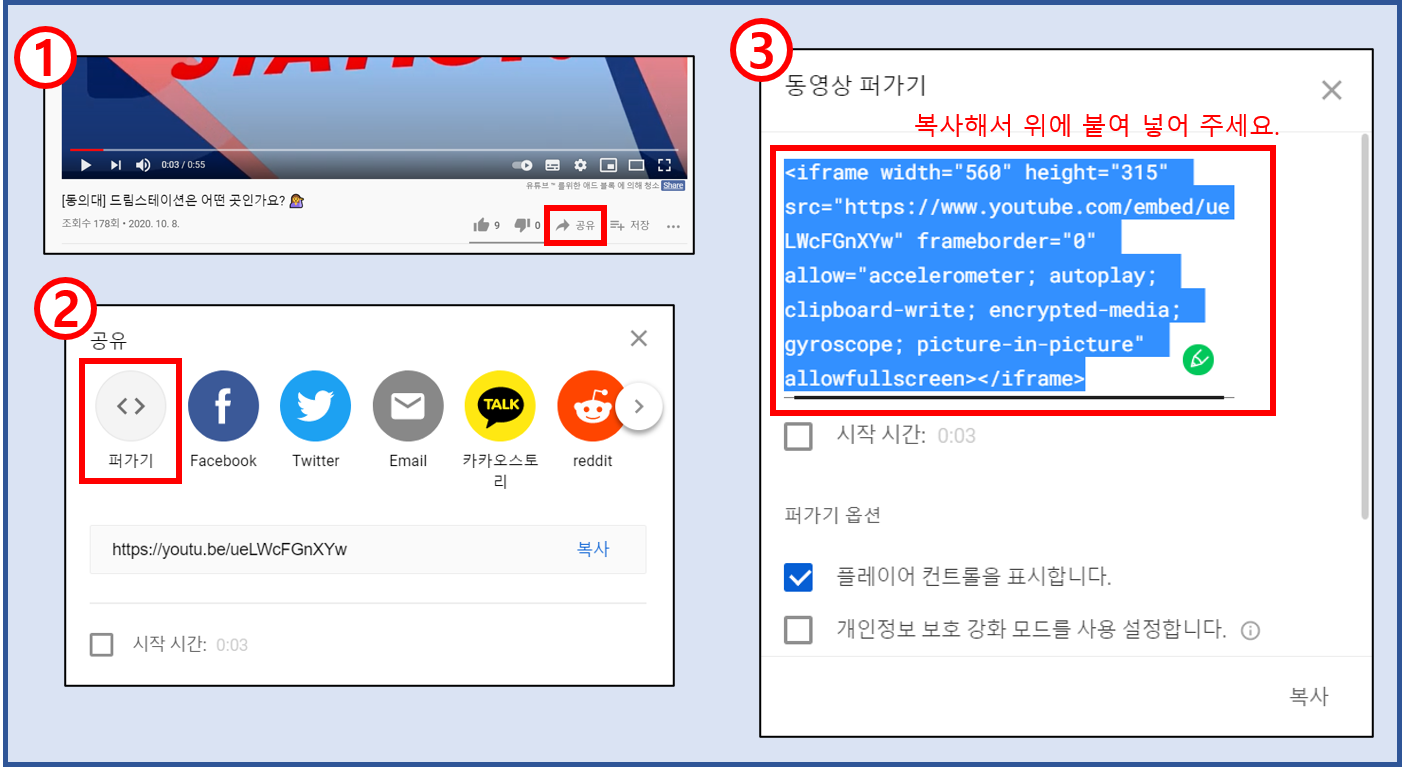 1
STATION
0:03 / 0:55
유튜브 ~ 를위한 애드 블록 에 의해 청소 Share
[동의대] 드림스테이션은 어떤 곳인가요? 🙋‍♀️
조회수 178회 • 2020. 10. 8.
9 0 공유 저장 ...
2
공유
퍼가기 Facebook Twitter Email 카카오스토리 reddit
TALK
f
https://youtu.be/ueLWcFGnXYw 복사
시작 시간: 0:03
3
동영상 퍼가기
복사해서 위에 붙여 넣어 주세요.
<iframe width="560" height="315"
src="https://www.youtube.com/embed/ue
LWcFGnXYw" frameborder="0"
allow="accelerometer; autoplay;
clipboard-write; encrypted-media;
gyroscope; picture-in-picture"
allowfullscreen></iframe>
시작 시간: 0:03
퍼가기 옵션
플레이어 컨트롤을 표시합니다.
개인정보 보호 강화 모드를 사용 설정합니다.
복사